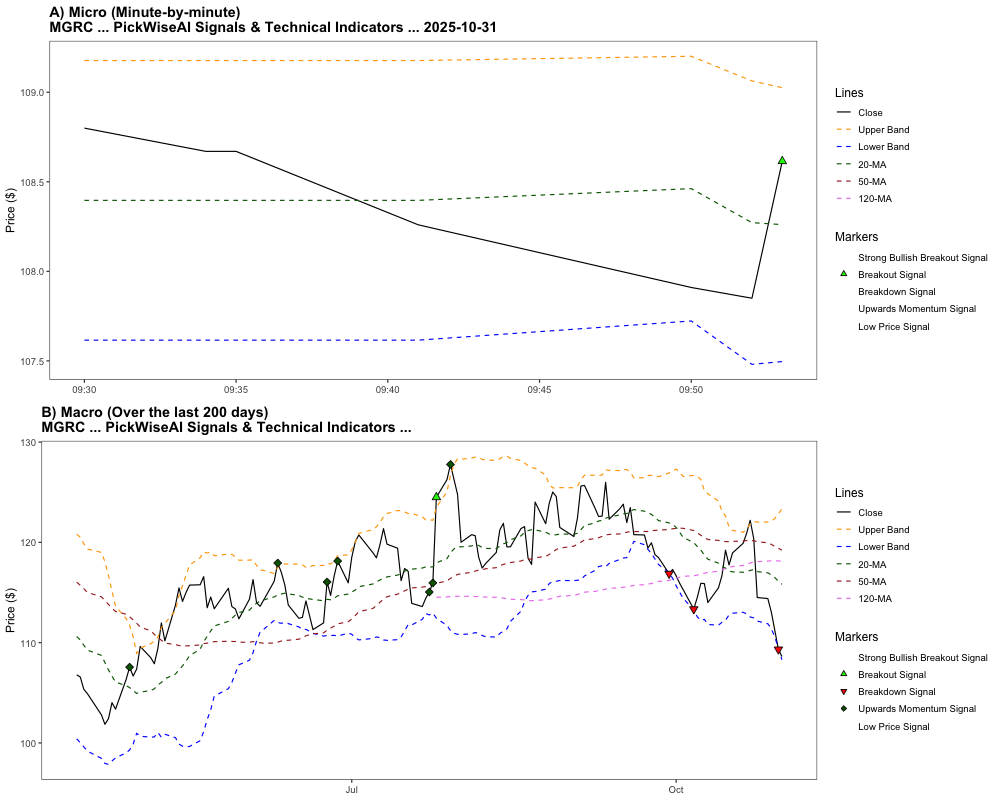 A) Micro (Minute-by-minute)
MGRC ... PickWiseAI Signals & Technical Indicators ... 2025-10-31
Price ($)
109.0
108.5
108.0
107.5
09:30
09:35
09:40
09:45
09:50
Lines
Close
Upper Band
Lower Band
20-MA
50-MA
120-MA
Markers
Strong Bullish Breakout Signal
Breakout Signal
Breakdown Signal
Upwards Momentum Signal
Low Price Signal
B) Macro (Over the last 200 days)
MGRC ... PickWiseAI Signals & Technical Indicators ...
Price ($)
130
120
110
100
Jul
Oct
Lines
Close
Upper Band
Lower Band
20-MA
50-MA
120-MA
Markers
Strong Bullish Breakout Signal
Breakout Signal
Breakdown Signal
Upwards Momentum Signal
Low Price Signal